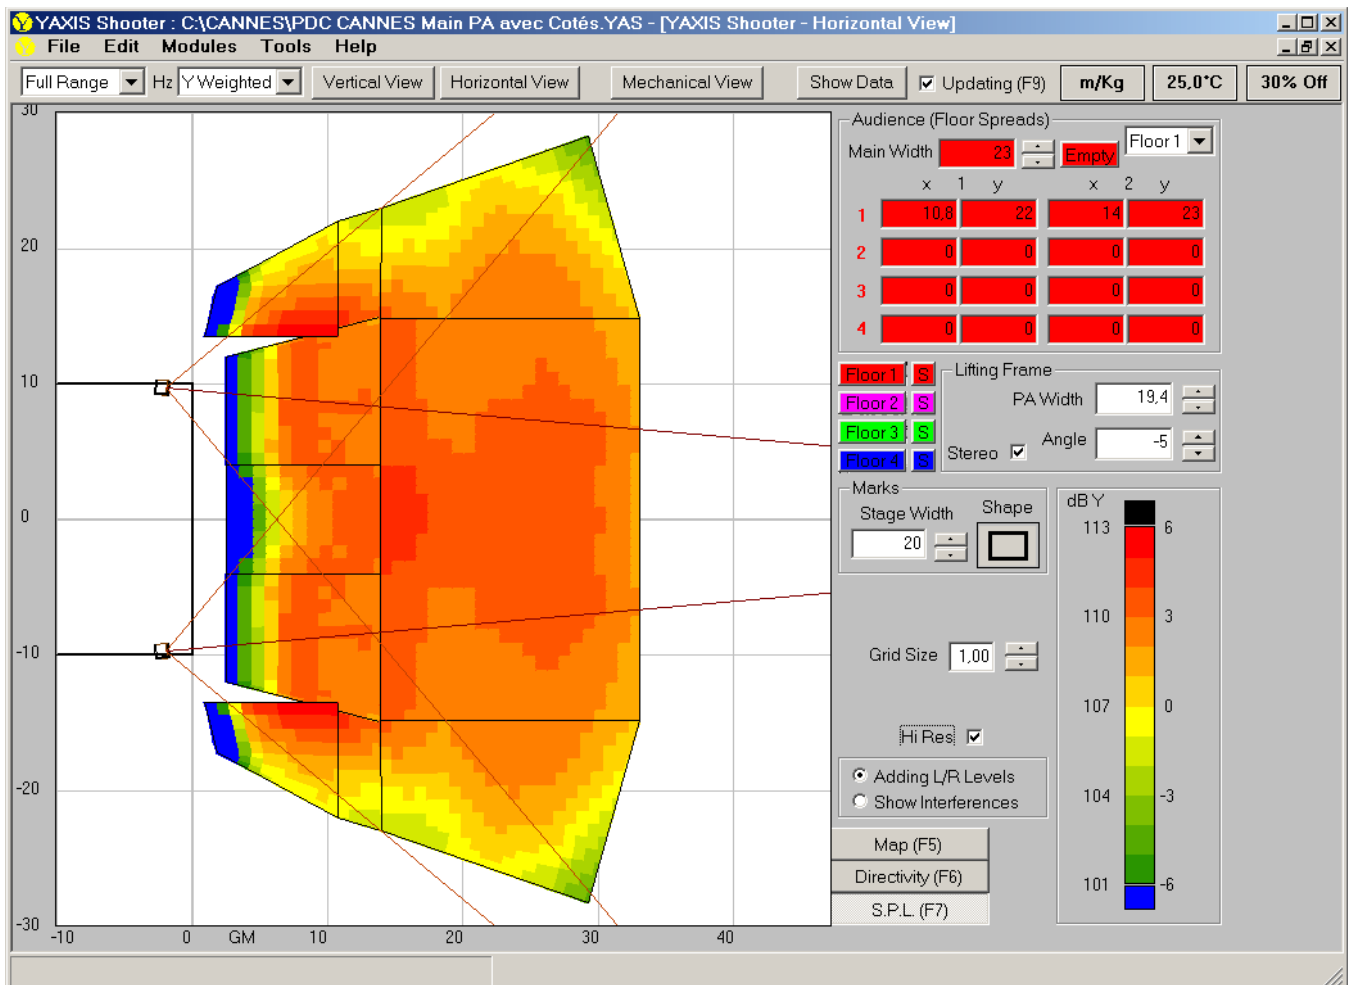 YAXIS Shooter : C:\CANNES\PDC CANNES Main PA avec Cotés.YAS - [YAXIS Shooter - Horizontal View]
File Edit Modules Tools Help
Full Range Hz Y Weighted Vertical View Horizontal View Mechanical View Show Data Updating (F9) m/Kg 25,0°C 30% Off
Audience (Floor Spreads)
Main Width 23 Empty Floor 1
x 1 y x 2 y
1 10,8 22 14 23
2 0 0 0 0
3 0 0 0 0
4 0 0 0 0
Floor 1 S
Floor 2 S
Floor 3 S
Floor 4 S
Lifting Frame
PA Width 19,4
Angle -5
Stereo
Marks
Stage Width Shape
20
Grid Size 1,00
Hi Res
Adding L/R Levels
Show Interferences
Map (F5)
Directivity (F6)
S.P.L. (F7)
dB Y
113 6
110 3
107 0
104 -3
101 -6
30
20
10
0
-10
-20
-30
-10 0 GM 10 20 30 40